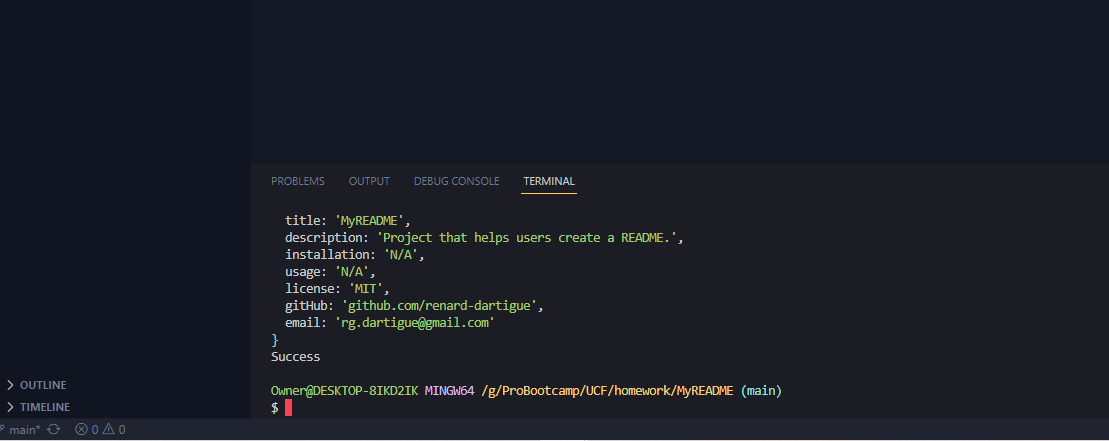 PROBLEMS OUTPUT DEBUG CONSOLE TERMINAL
title: 'MyREADME',
description: 'Project that helps users create a README.',
installation: 'N/A',
usage: 'N/A',
license: 'MIT',
gitHub: 'github.com/renard-dartigue',
email: 'rg.dartigue@gmail.com'
}
Success
Owner@DESKTOP-8IKD2IK MINGW64 /g/ProBootcamp/UCF/homework/MyREADME (main)
$
OUTLINE
TIMELINE
main* 0 0